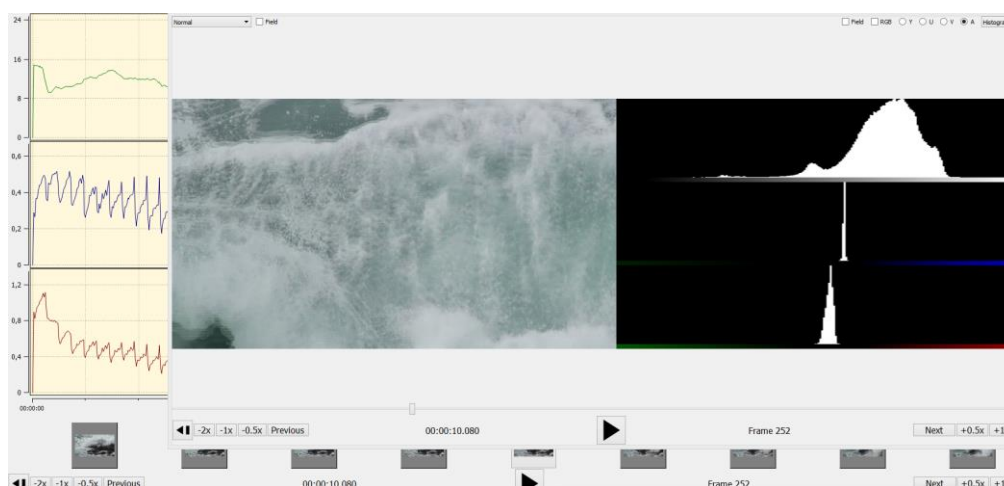 24
Normal
Field
Field
RGB
Y
U
V
A
Histogra
16
8
0
0,6
0,4
0,2
0
1,2
0,8
0,4
0
00:00:00
-2x
-1x
-0.5x
Previous
00:00:10.080
Frame 252
Next
+0.5x
+1
-2x
-1x
-0.5x
Previous
00:00:10.080
Frame 252
Next
+0.5x
+1